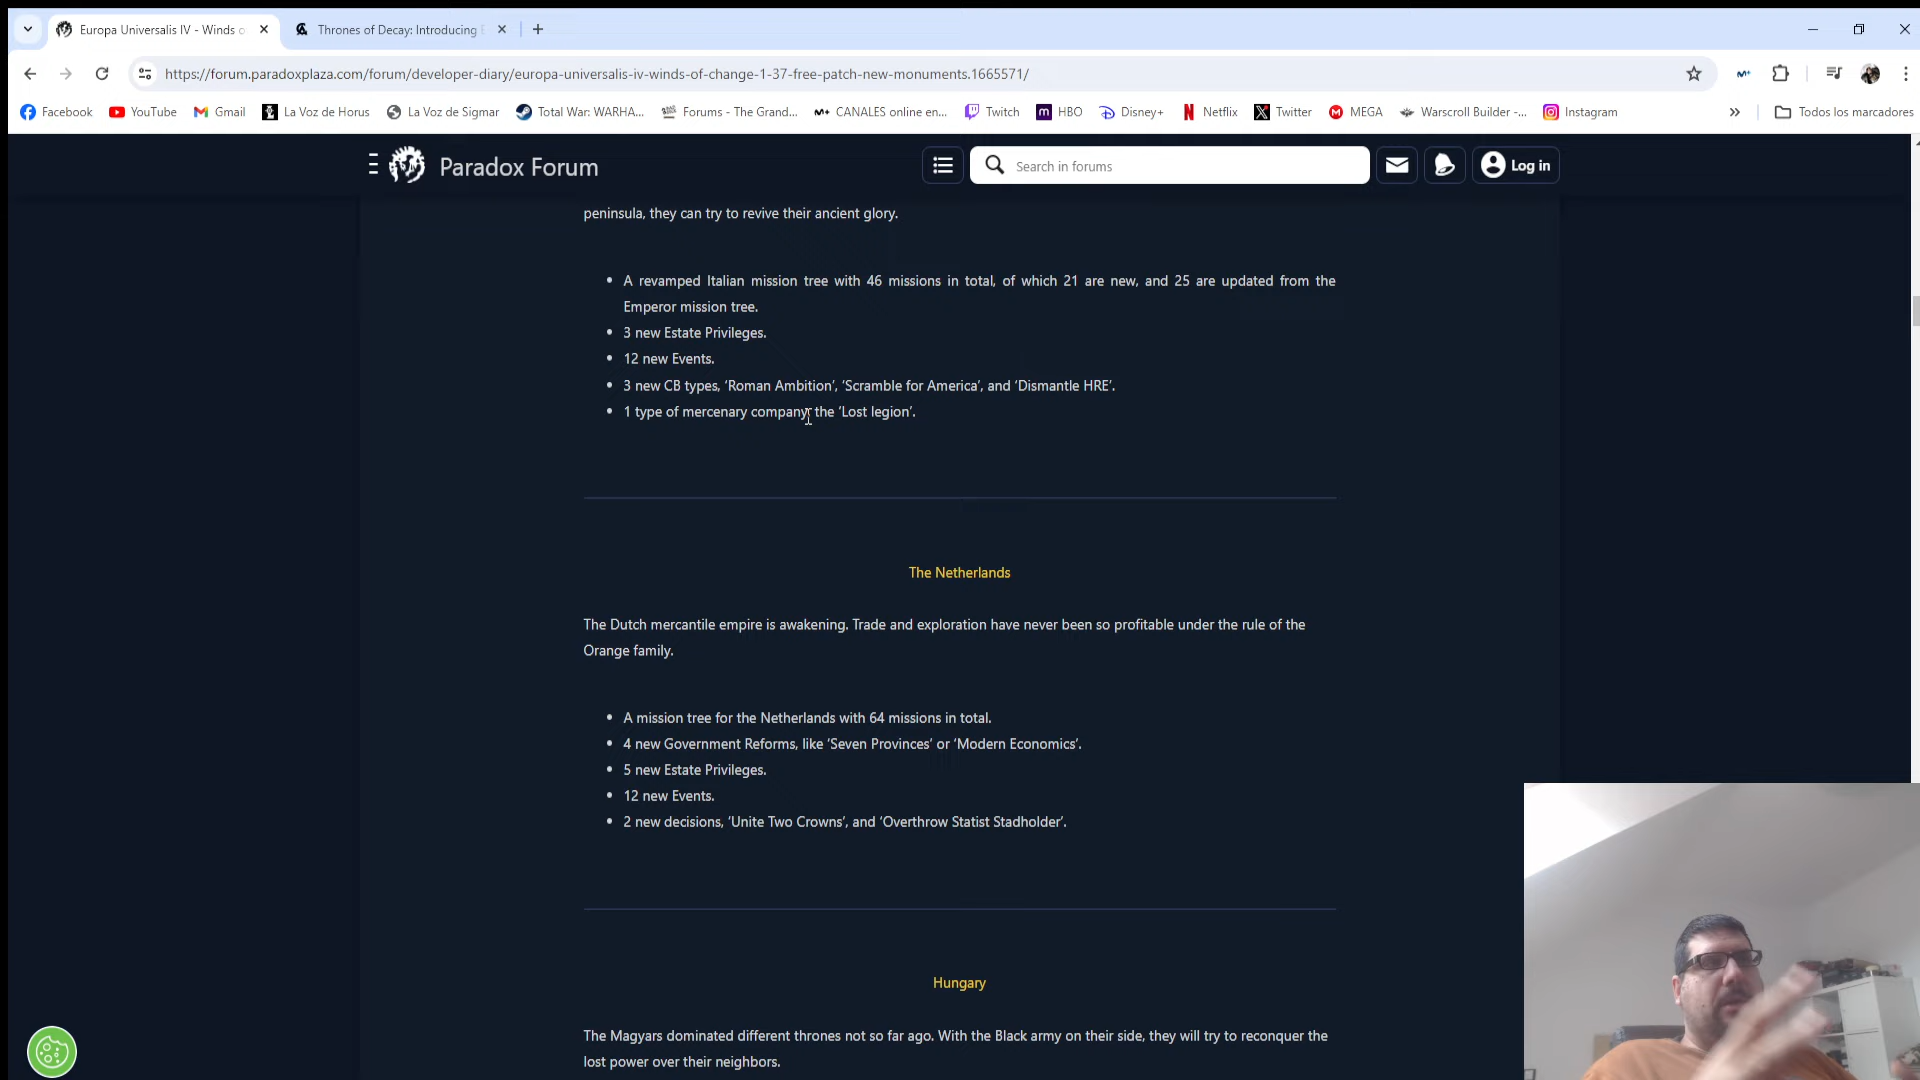 Europa Universalis IV - Winds o
Thrones of Decay: Introducing E
https://forum.paradoxplaza.com/forum/developer-diary/europa-universalis-iv-winds-of-change-1-37-free-patch-new-monuments.1665571/
Facebook YouTube Gmail La Voz de Horus La Voz de Sigmar Total War: WARHA... Forums - The Grand... CANALES online en... Twitch HBO Disney+ Netflix Twitter MEGA Warscroll Builder -... Instagram » Todos los marcadores
Paradox Forum Search in forums Log in
peninsula, they can try to revive their ancient glory.
• A revamped Italian mission tree with 46 missions in total, of which 21 are new, and 25 are updated from the
Emperor mission tree.
• 3 new Estate Privileges.
• 12 new Events.
• 3 new CB types, ‘Roman Ambition’, ‘Scramble for America’, and ‘Dismantle HRE’.
• 1 type of mercenary company, the ‘Lost legion’.
The Netherlands
The Dutch mercantile empire is awakening. Trade and exploration have never been so profitable under the rule of the
Orange family.
• A mission tree for the Netherlands with 64 missions in total.
• 4 new Government Reforms, like ‘Seven Provinces’ or ‘Modern Economics’.
• 5 new Estate Privileges.
• 12 new Events.
• 2 new decisions, ‘Unite Two Crowns’, and ‘Overthrow Statist Stadholder’.
Hungary
The Magyars dominated different thrones not so far ago. With the Black army on their side, they will try to reconquer the
lost power over their neighbors.